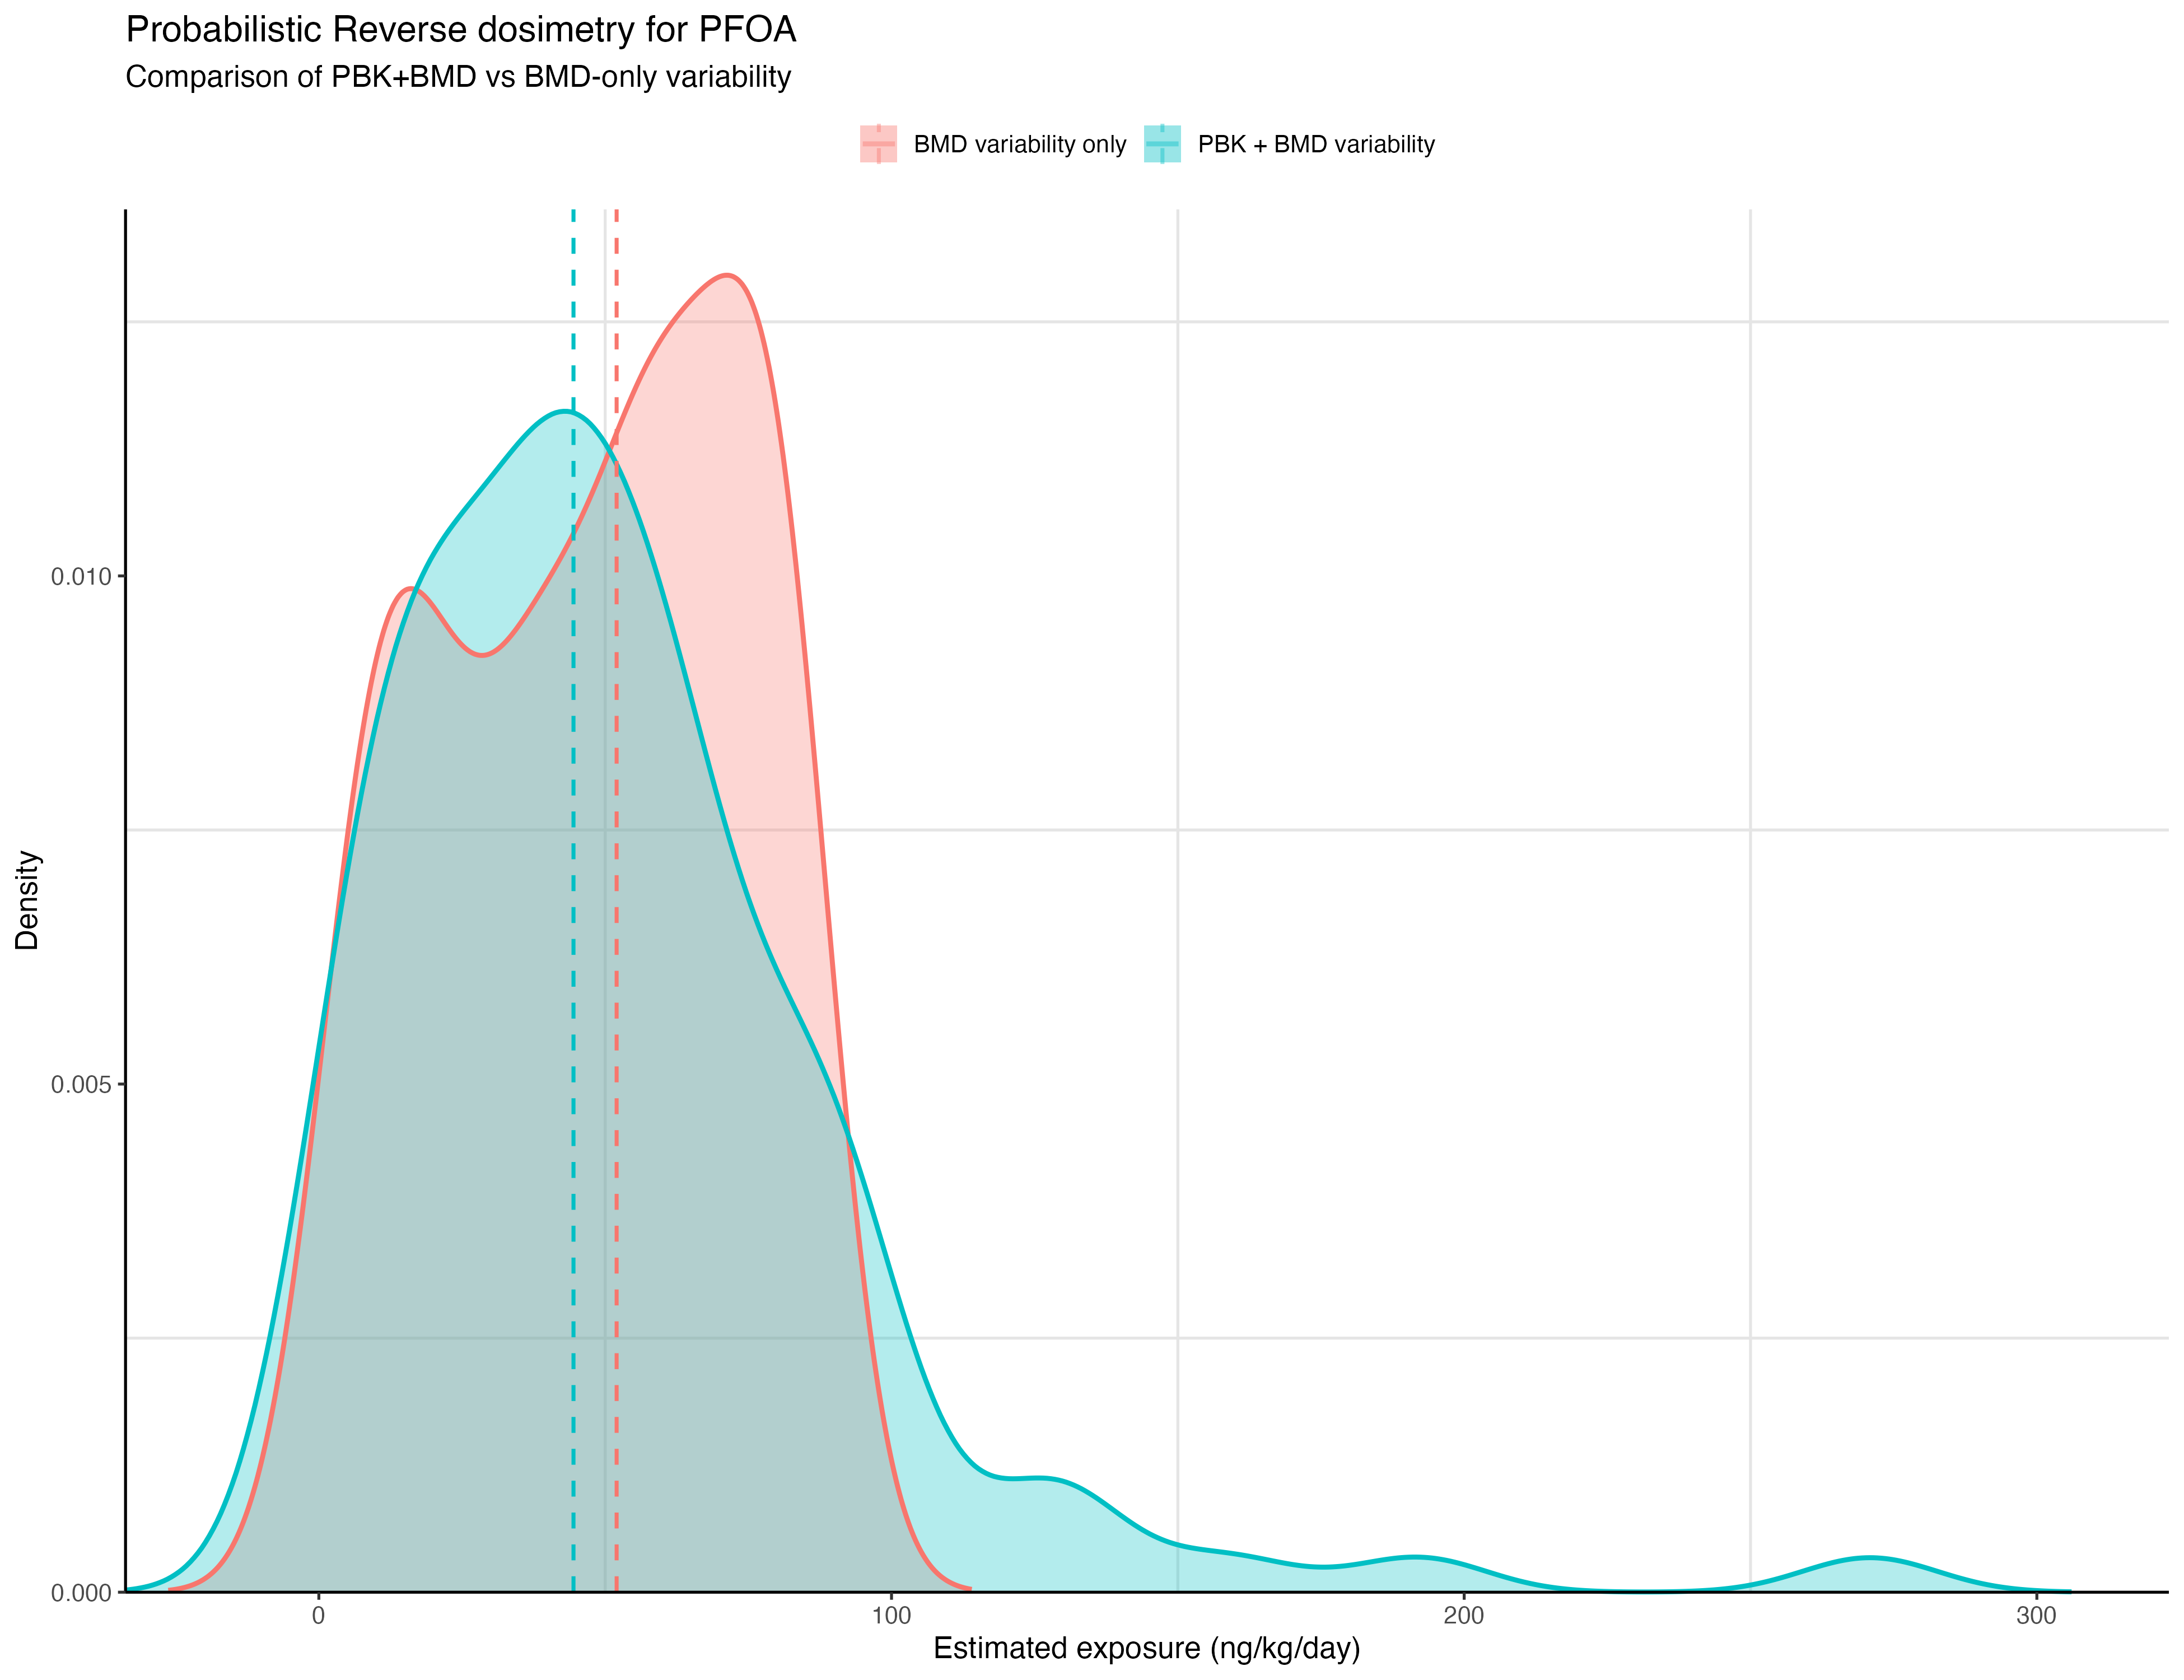 Probabilistic Reverse dosimetry for PFOA
Comparison of PBK+BMD vs BMD-only variability
BMD variability only PBK + BMD variability
Density
0.010
0.005
0.000
0 100 200 300
Estimated exposure (ng/kg/day)